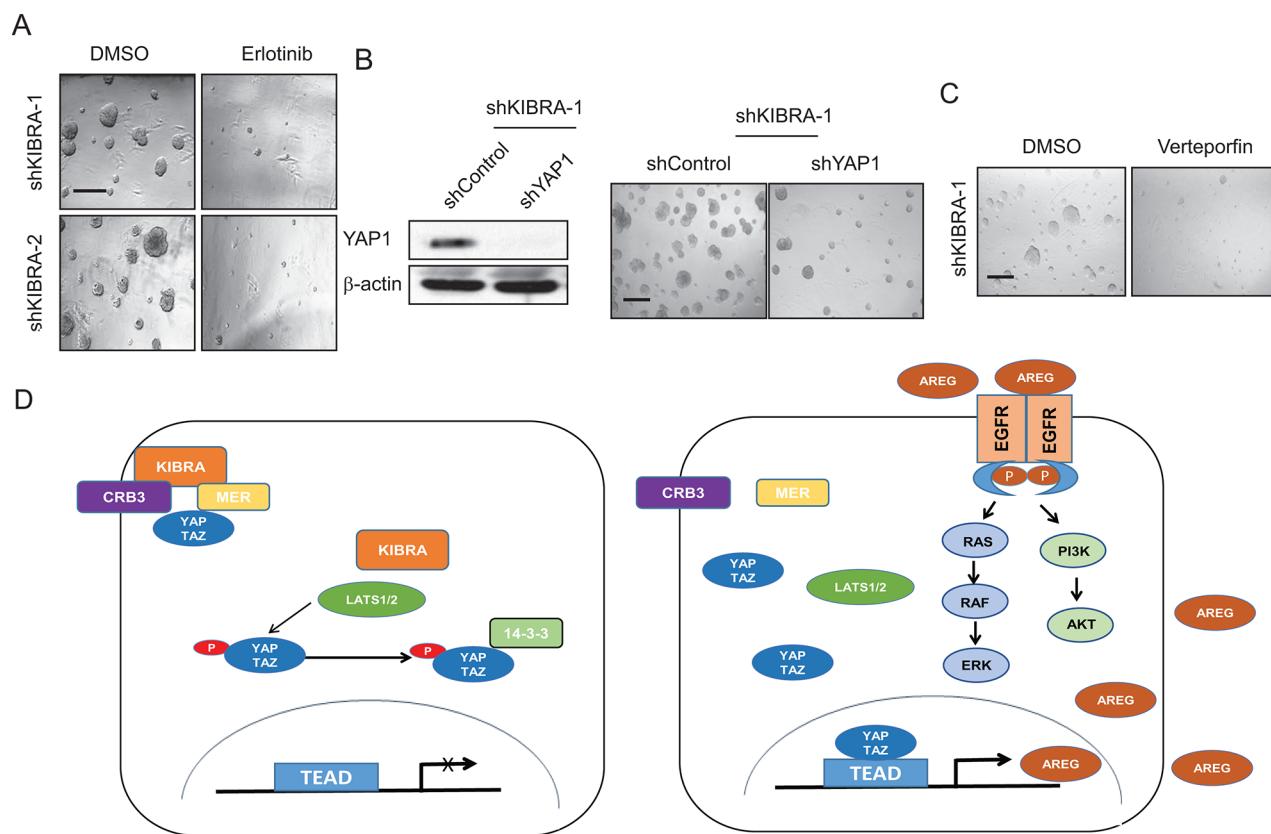 A
DMSO
Erlotinib
shKIBRA-1
shKIBRA-2
B
shKIBRA-1
shControl
shYAP1
YAP1
β-actin
shKIBRA-1
shControl
shYAP1
C
DMSO
Verteporfin
shKIBRA-1
D
KIBRA
CRB3
MER
YAP
TAZ
KIBRA
LATS1/2
P
YAP
TAZ
P
YAP
TAZ
14-3-3
TEAD
X
AREG
AREG
EGFR
EGFR
P
P
CRB3
MER
RAS
PI3K
YAP
TAZ
LATS1/2
RAF
AKT
AREG
YAP
TAZ
ERK
AREG
YAP
TAZ
TEAD
AREG
AREG